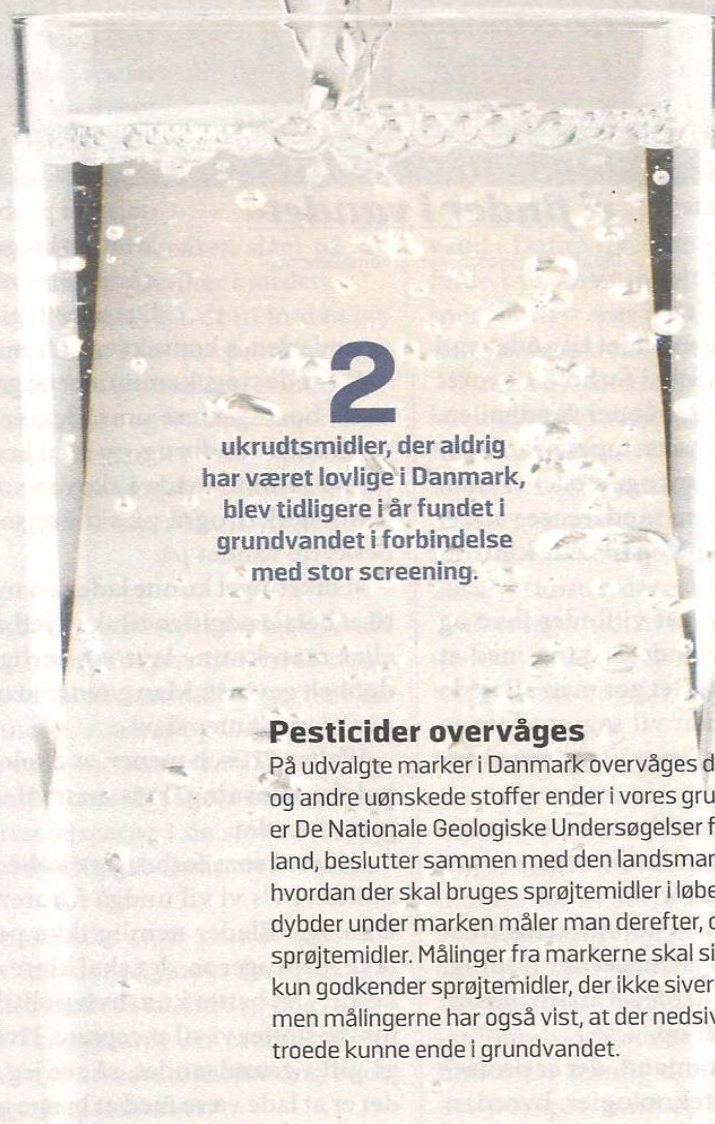 2
ukrudtsmidler, der aldrig
har været lovlige i Danmark,
blev tidligere i år fundet i
grundvandet i forbindelse
med stor screening.
Pesticider overvåges
På udvalgte marker i Danmark overvåges d
og andre uønskede stoffer ender i vores gru
er De Nationale Geologiske Undersøgelser f
land, beslutter sammen med den landsmar
hvordan der skal bruges sprøjtemidler i løbe
dybder under marken måler man derefter, o
sprøjtemidler. Målinger fra markerne skal si
kun godkender sprøjtemidler, der ikke siver
men målingerne har også vist, at der nedsiv
troede kunne ende i grundvandet.